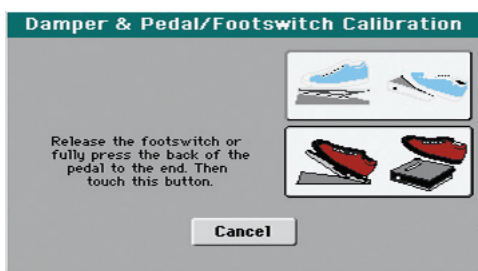 Damper & Pedal/Footswitch Calibration
Release the footswitch or
fully press the back of the
pedal to the end. Then
touch this button.
Cancel